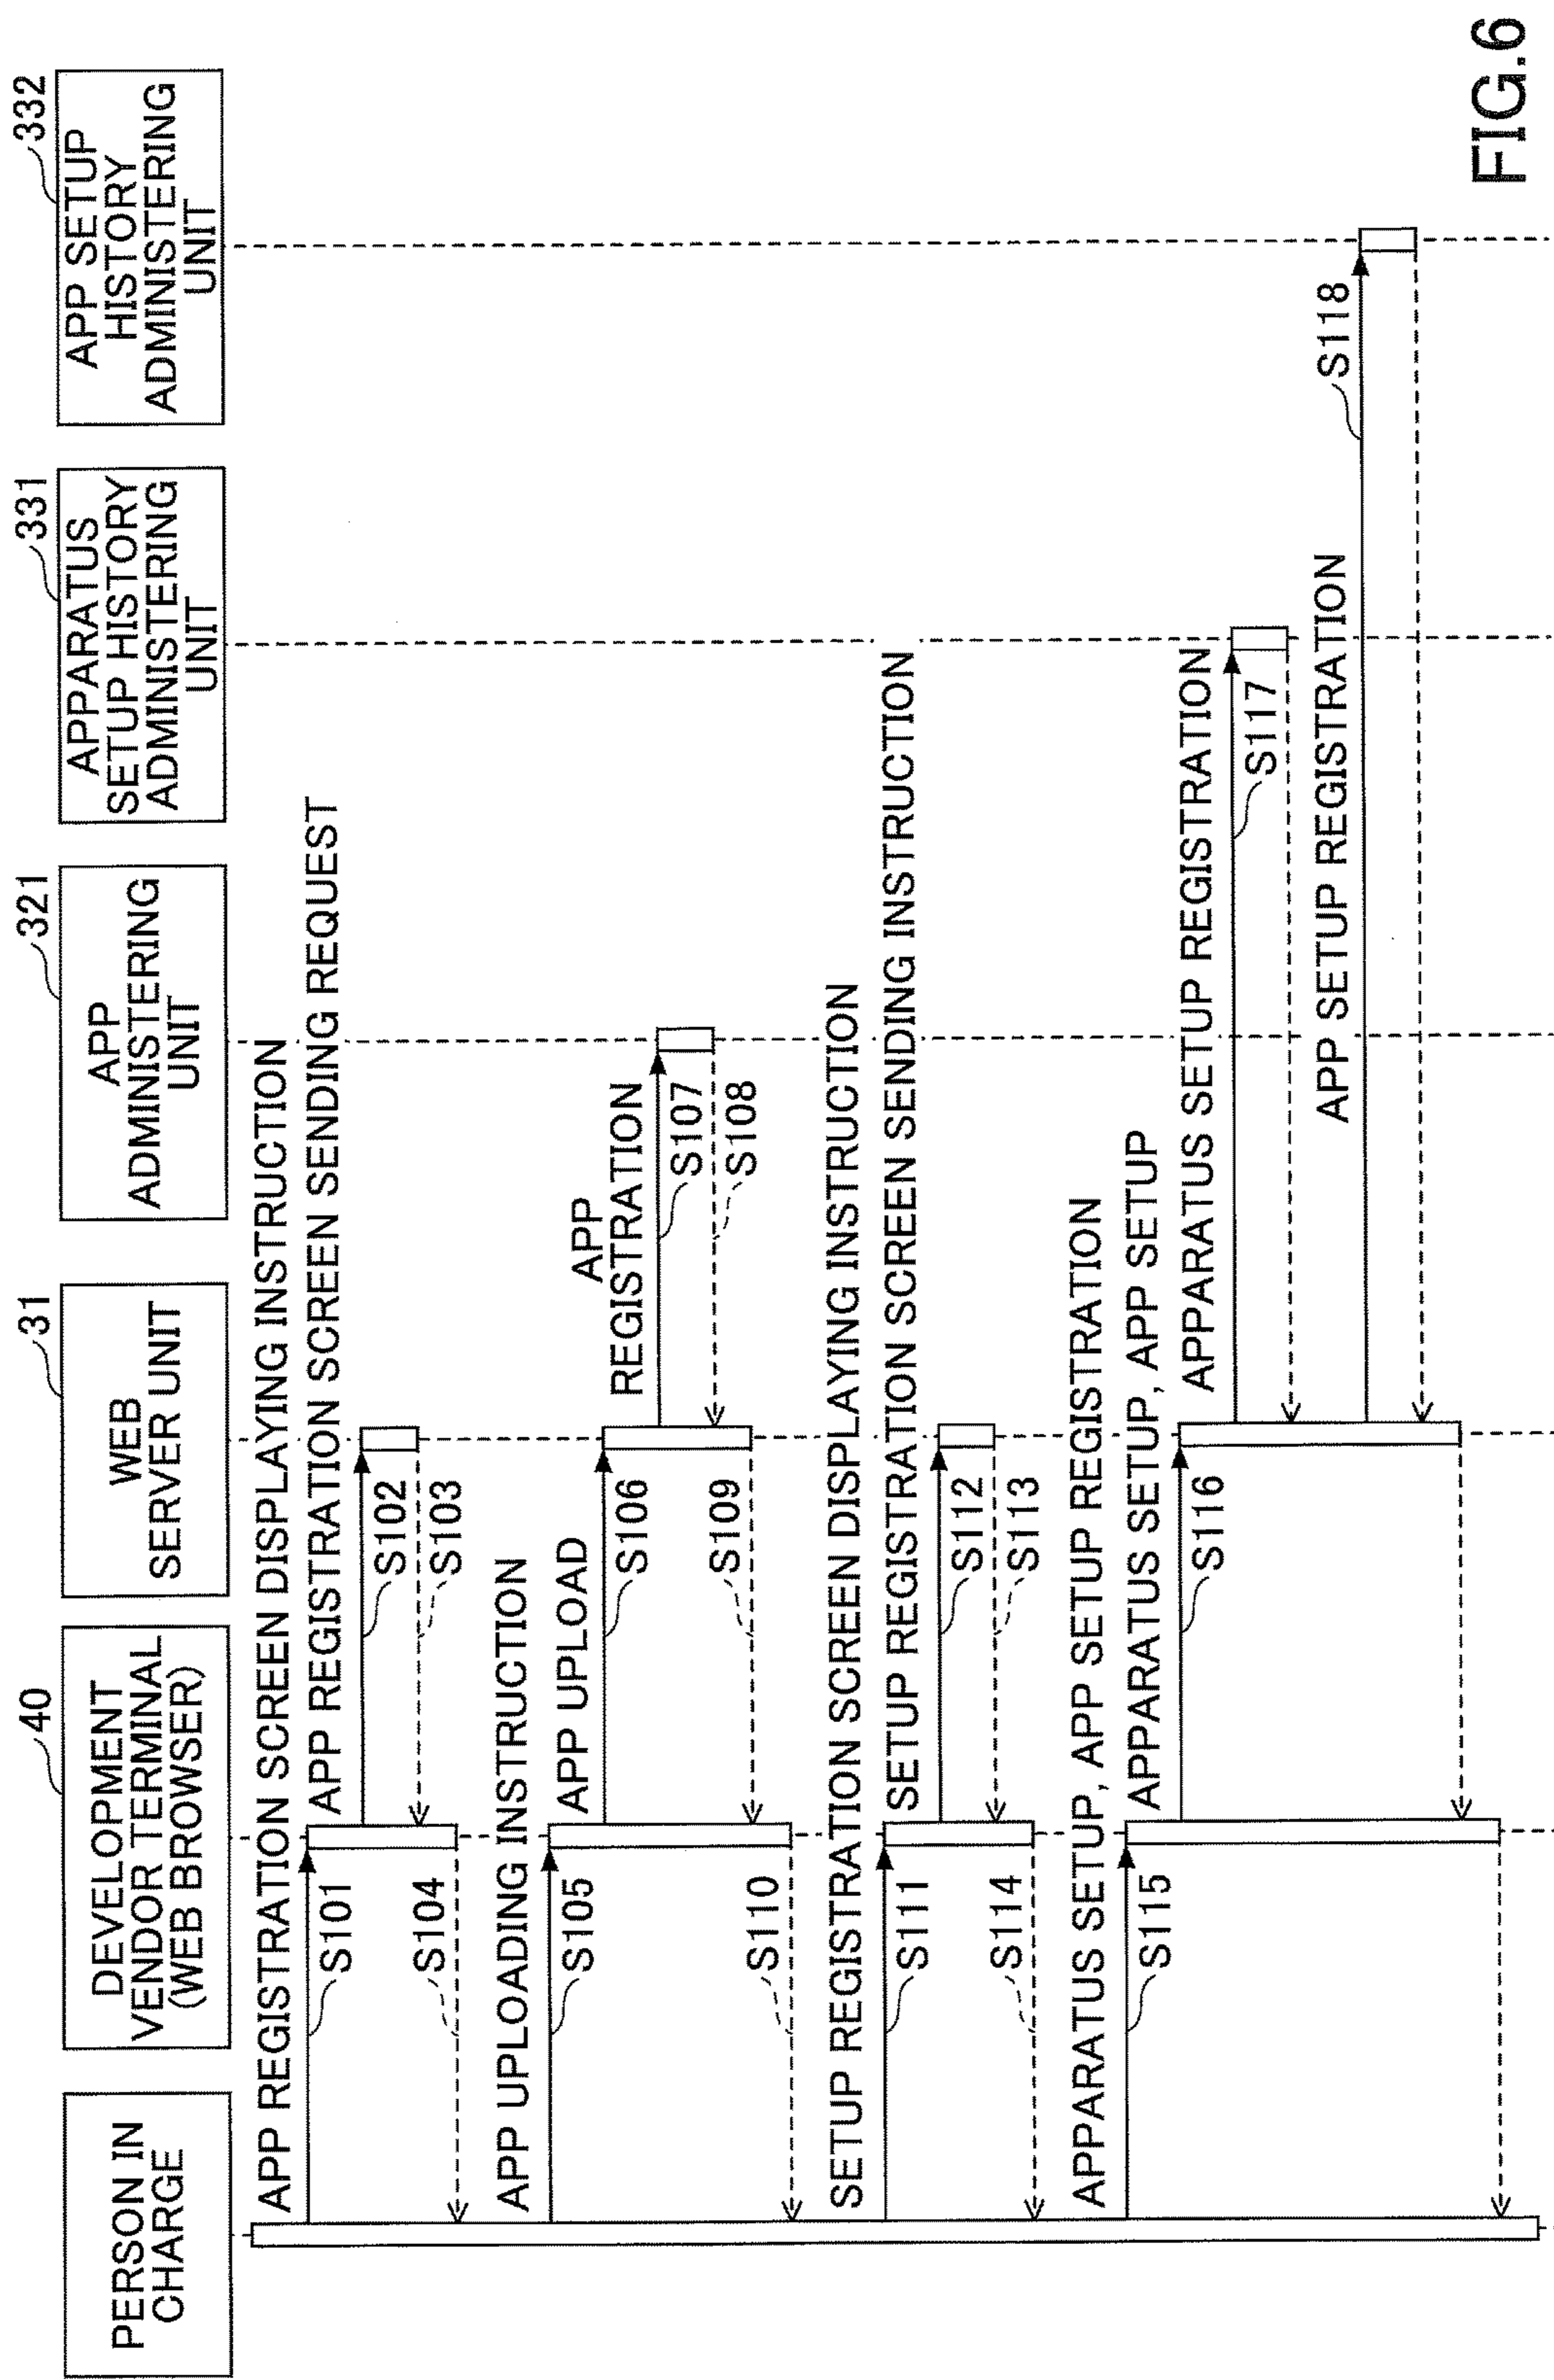 PERSON IN
CHARGE
40
DEVELOPMENT
VENDOR TERMINAL
(WEB BROWSER)
31
WEB
SERVER UNIT
321
APP
ADMINISTERING
UNIT
331
APPARATUS
SETUP HISTORY
ADMINISTERING
UNIT
332
APP SETUP
HISTORY
ADMINISTERING
UNIT
APP REGISTRATION SCREEN DISPLAYING INSTRUCTION
S101
APP REGISTRATION SCREEN SENDING REQUEST
S102
S103
S104
APP UPLOADING INSTRUCTION
S105
APP UPLOAD
S106
APP
REGISTRATION
S107
S108
S109
S110
SETUP REGISTRATION SCREEN DISPLAYING INSTRUCTION
S111
SETUP REGISTRATION SCREEN SENDING INSTRUCTION
S112
S113
S114
APPARATUS SETUP, APP SETUP REGISTRATION
S115
APPARATUS SETUP, APP SETUP
S116
APPARATUS SETUP REGISTRATION
S117
APP SETUP REGISTRATION
S118
FIG.6